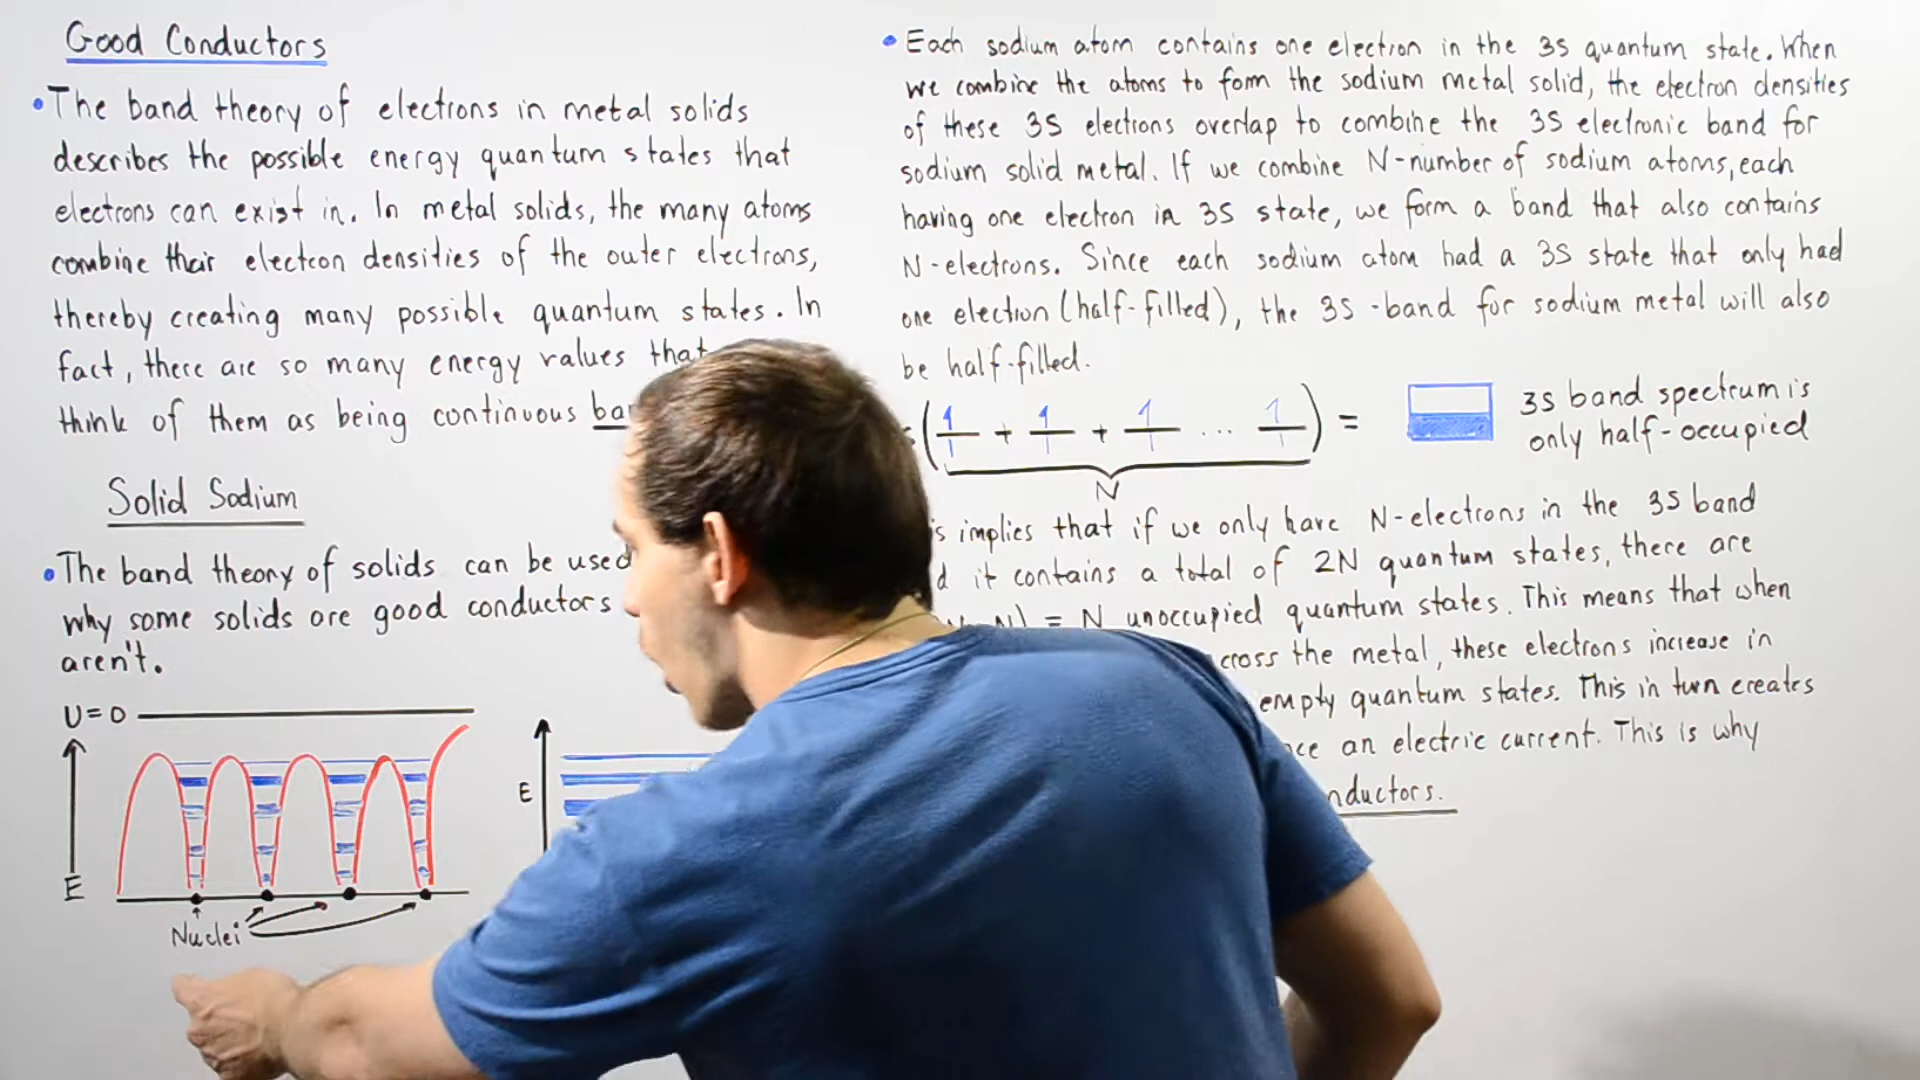 Good Conductors
• The band theory of electrons in metal solids
describes the possible energy quantum states that
electrons can exist in. In metal solids, the many atoms
combine their electron densities of the outer electrons,
thereby creating many possible quantum states. In
fact, there are so many energy values that
think of them as being continuous
Solid Sodium
• The band theory of solids can be used
why some solids are good conductors
aren't.
U=0
E
Nuclei
E
• Each sodium atom contains one electron in the 3s quantum state. When
we combine the atoms to form the sodium metal solid, the electron densities
of these 3s electrons overlap to combine the 3s electronic band for
sodium solid metal. If we combine N-number of sodium atoms, each
having one electron in 3s state, we form a band that also contains
N-electrons. Since each sodium atom had a 3s state that only had
one electron (half-filled), the 3s-band for sodium metal will also
be half-filled.
( 1 + 1 + 1 ... 1 ) =
N
3s band spectrum is
only half-occupied
implies that if we only have N-electrons in the 3s band
it contains a total of 2N quantum states, there are
N) = N unoccupied quantum states. This means that when
the metal, these electrons increase in
empty quantum states. This in turn creates
an electric current. This is why